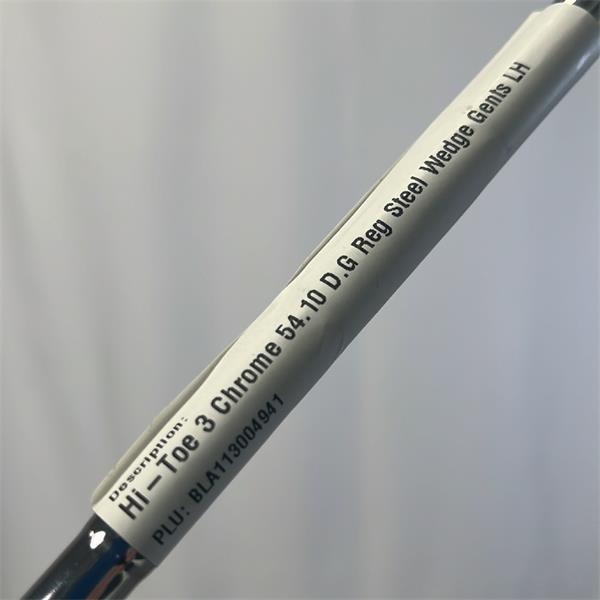 Description:
Hi-Toe 3 Chrome 54.10 D.G Reg Steel Wedge Gents LH
PLU: BLA113004941